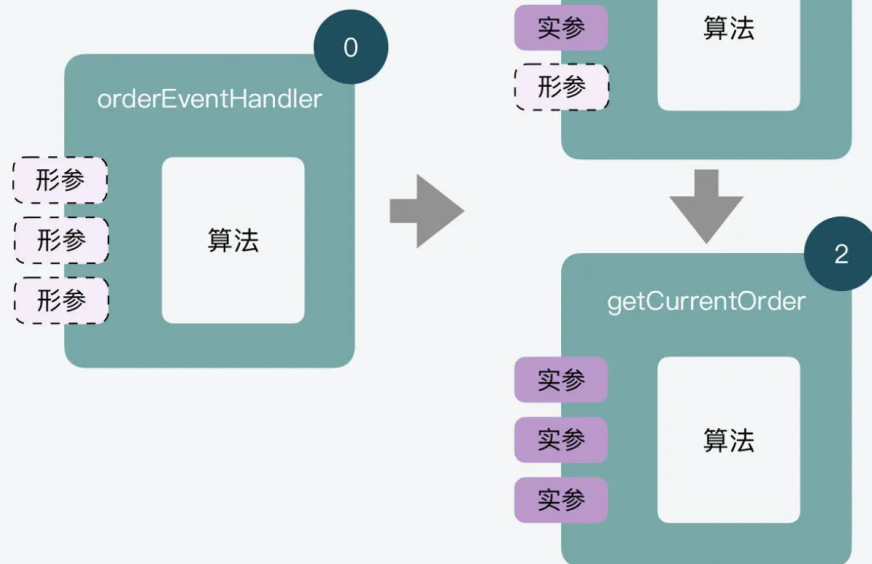 0
orderEventHandler
形参
形参
形参
算法
实参
形参
算法
2
getCurrentOrder
实参
实参
实参
算法